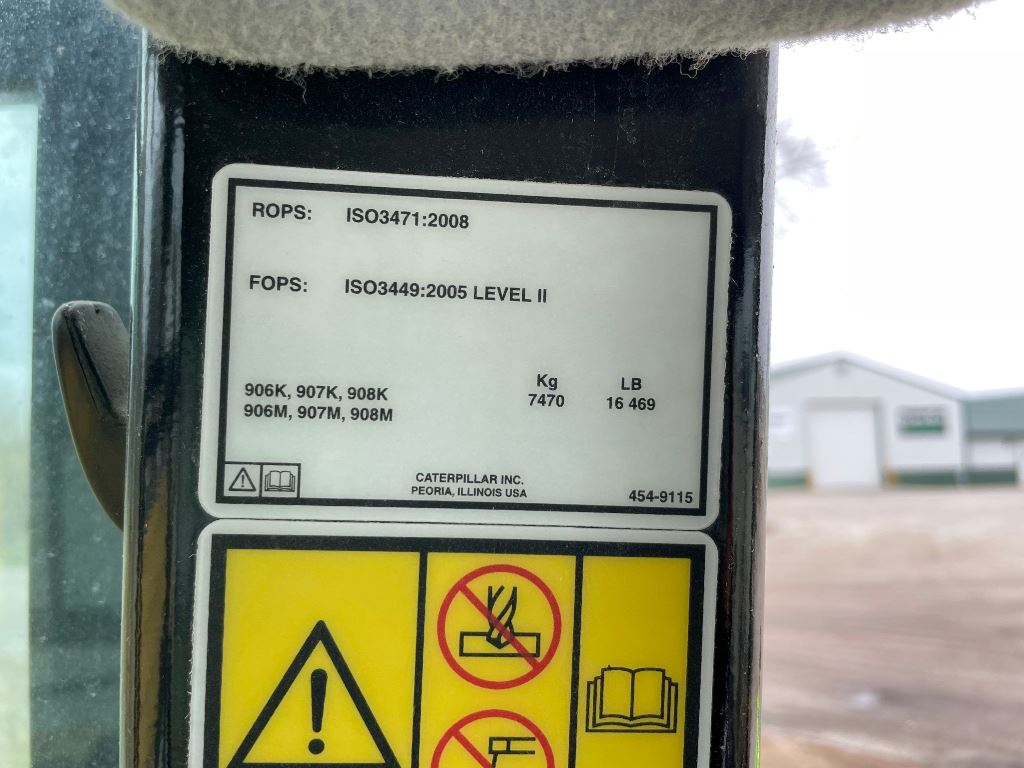 ROPS: ISO3471:2008
FOPS: ISO3449:2005 LEVEL II
Kg LB
906K, 907K, 908K
906M, 907M, 908M 7470 16 469
CATERPILLAR INC.
PEORIA, ILLINOIS USA 454-9115